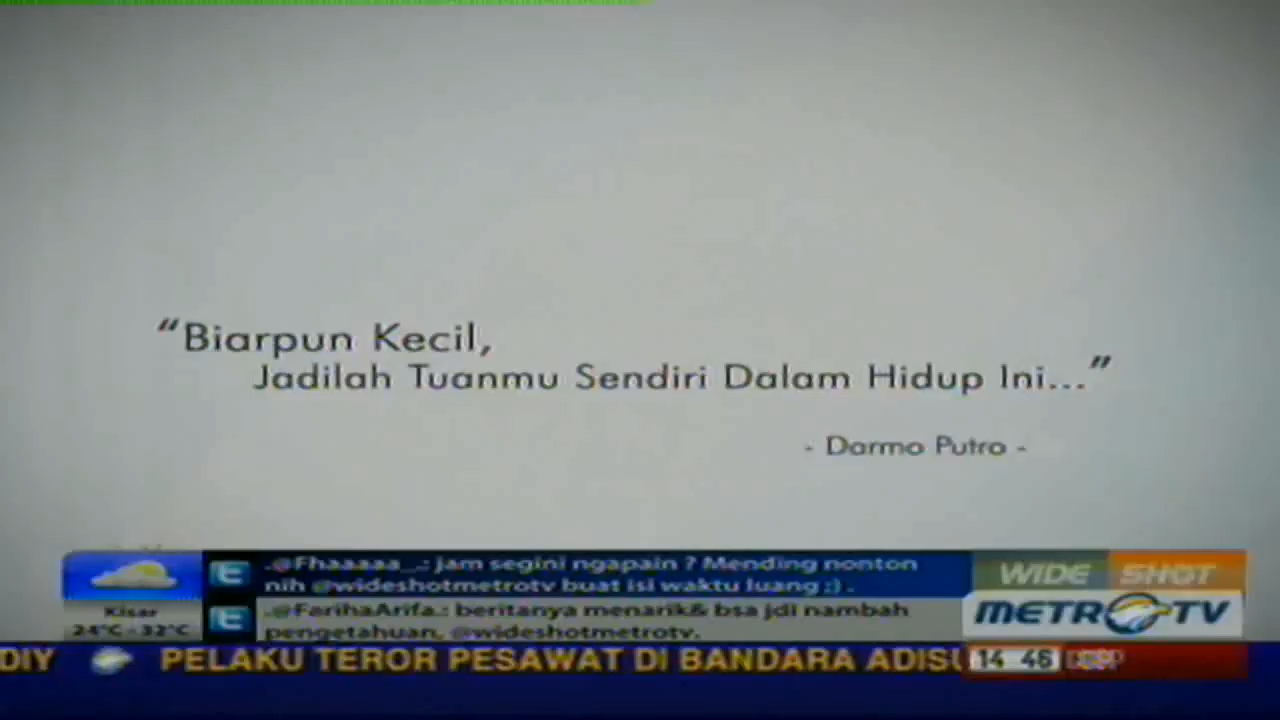 “Biarpun Kecil,
Jadilah Tuanmu Sendiri Dalam Hidup Ini...”
- Darmo Putro -
.@Fhaaaaa_.: jam segini ngapain ? Mending nonton
nih @wideshotmetrotv buat isi waktu luang ;) .
.@FarihaArifa.: beritanya menarik& bsa jdi nambah
pengetahuan, @wideshotmetrotv.
Kisar
24°C - 32°C
WIDE SHOT
METRO TV
DIY PELAKU TEROR PESAWAT DI BANDARA ADISU
14 46